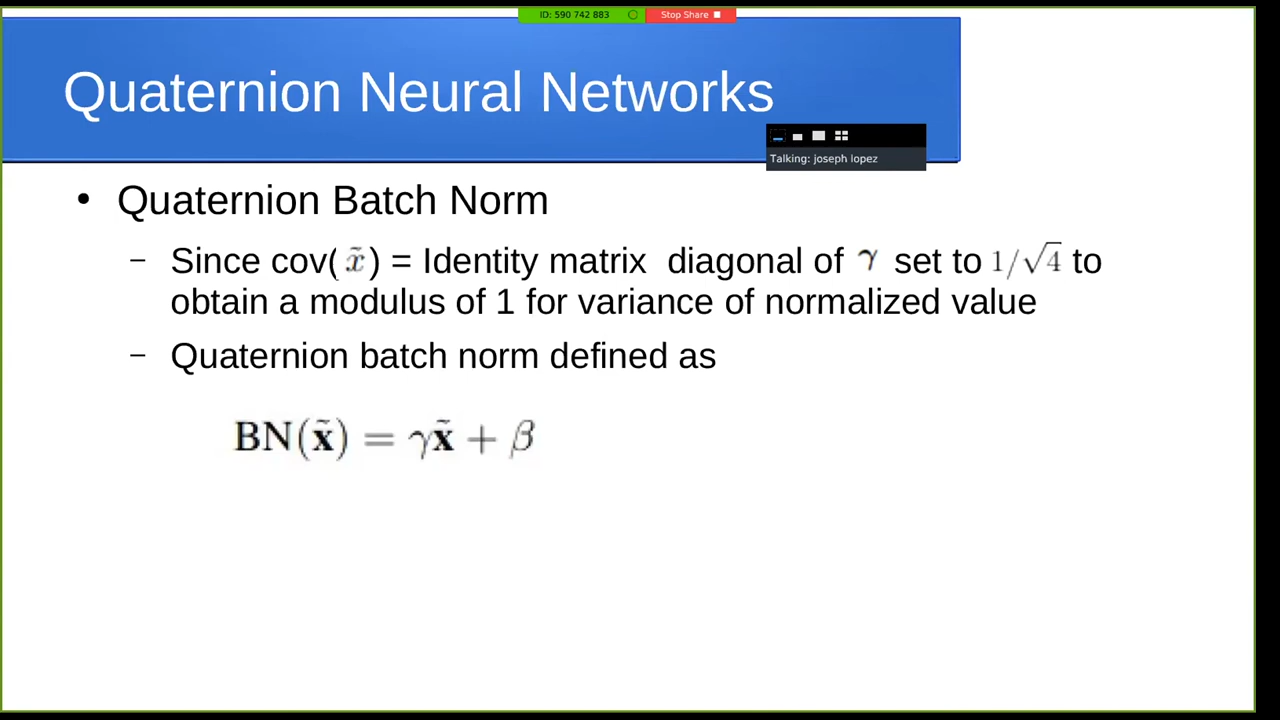 ID: 590 742 883 Stop Share
Quaternion Neural Networks
Talking: joseph lopez
• Quaternion Batch Norm
– Since cov( x̃ ) = Identity matrix diagonal of γ set to 1/√4 to
obtain a modulus of 1 for variance of normalized value
– Quaternion batch norm defined as
BN(x̃) = γx̃ + β